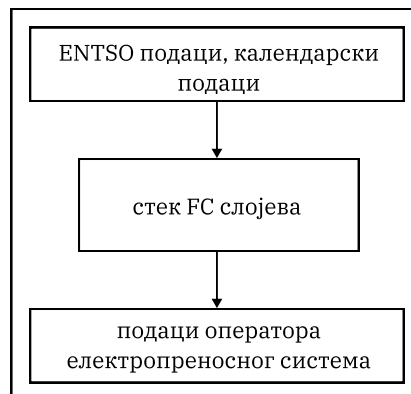 ENTSO подаци, календарски
подаци
стек FC слојева
подаци оператора
електропреносног система